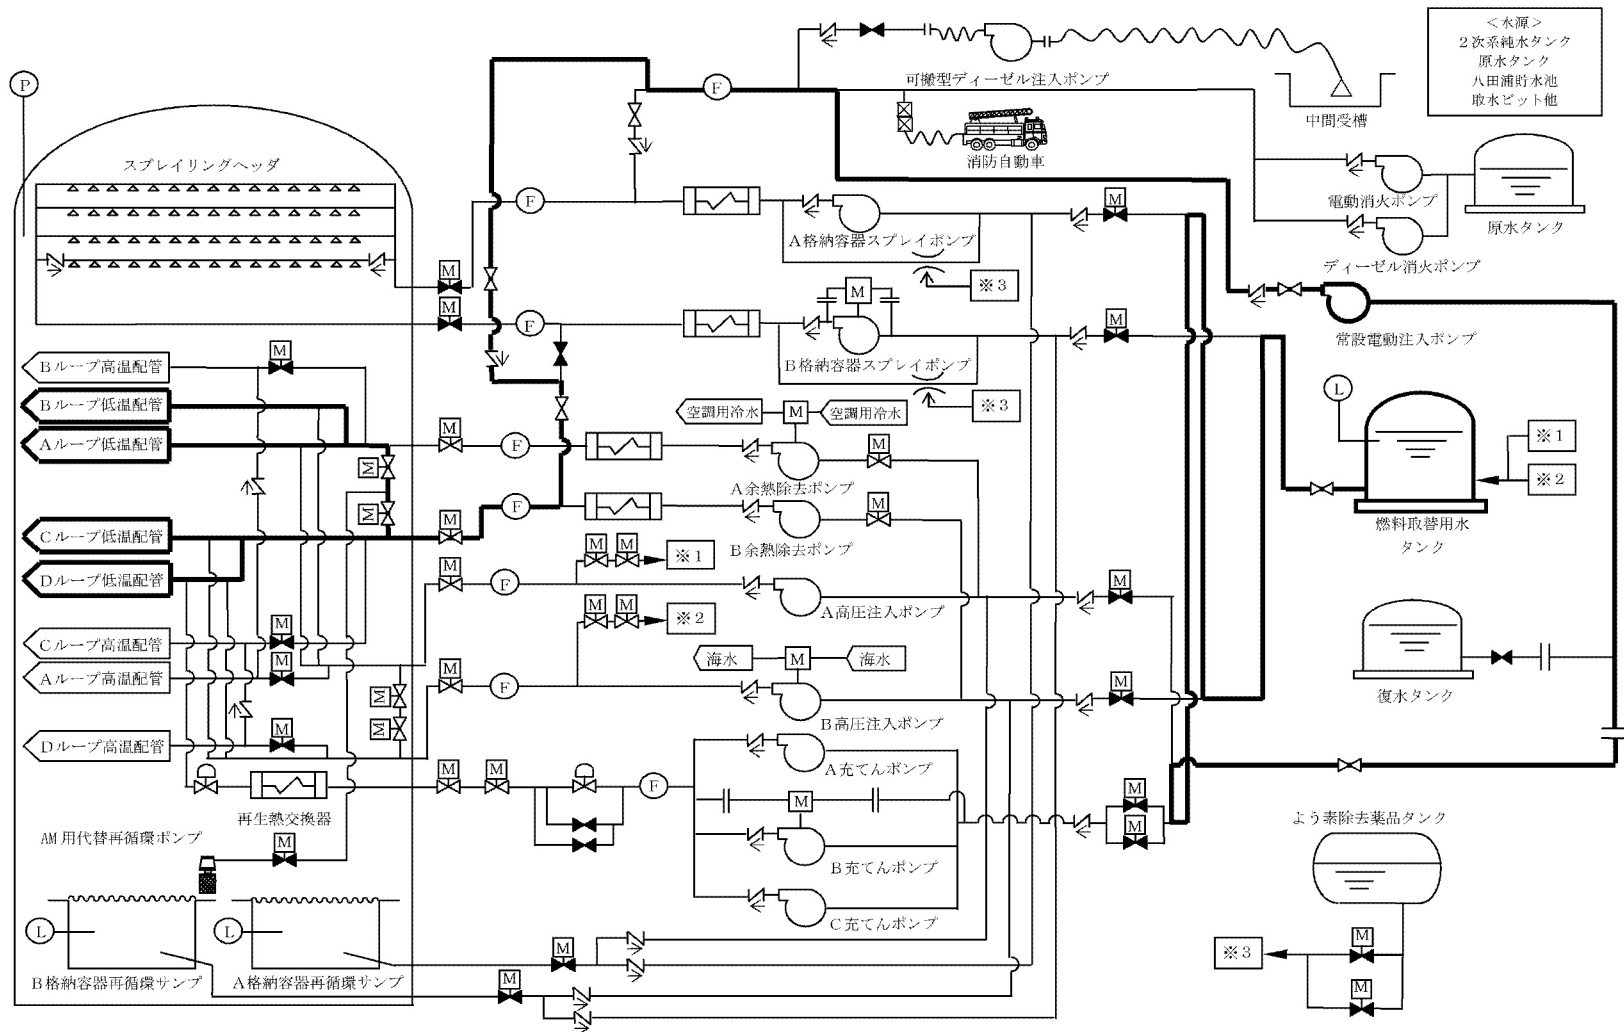 <水源>
2次系純水タンク
原水タンク
八田浦貯水池
取水ピット他
可搬型ディーゼル注入ポンプ
中間受槽
消防自動車
電動消火ポンプ
原水タンク
ディーゼル消火ポンプ
P
F
スプレイリングヘッダ
M
F
A格納容器スプレイポンプ
M
※3
M
F
M
B格納容器スプレイポンプ
M
※3
常設電動注入ポンプ
Bループ高温配管
M
Bループ低温配管
Aループ低温配管
M
M
F
空調用冷水
M
空調用冷水
M
A余熱除去ポンプ
L
※1
※2
燃料取替用水
タンク
M
Cループ低温配管
M
F
M
B余熱除去ポンプ
Dループ低温配管
M
M
※1
M
F
A高圧注入ポンプ
M
Cループ高温配管
M
M
M
※2
Aループ高温配管
M
M
F
海水
M
海水
B高圧注入ポンプ
M
復水タンク
M
M
Dループ高温配管
M
再生熱交換器
M
M
F
A充てんポンプ
M
B充てんポンプ
C充てんポンプ
M
M
よう素除去薬品タンク
AM用代替再循環ポンプ
M
L
L
B格納容器再循環サンプ
A格納容器再循環サンプ
M
M
※3
M
M